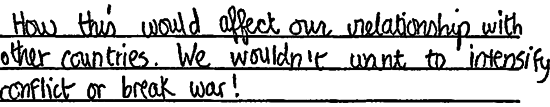 How this would affect our relationship with
other countries. We wouldn't want to intensify
conflict or break war!